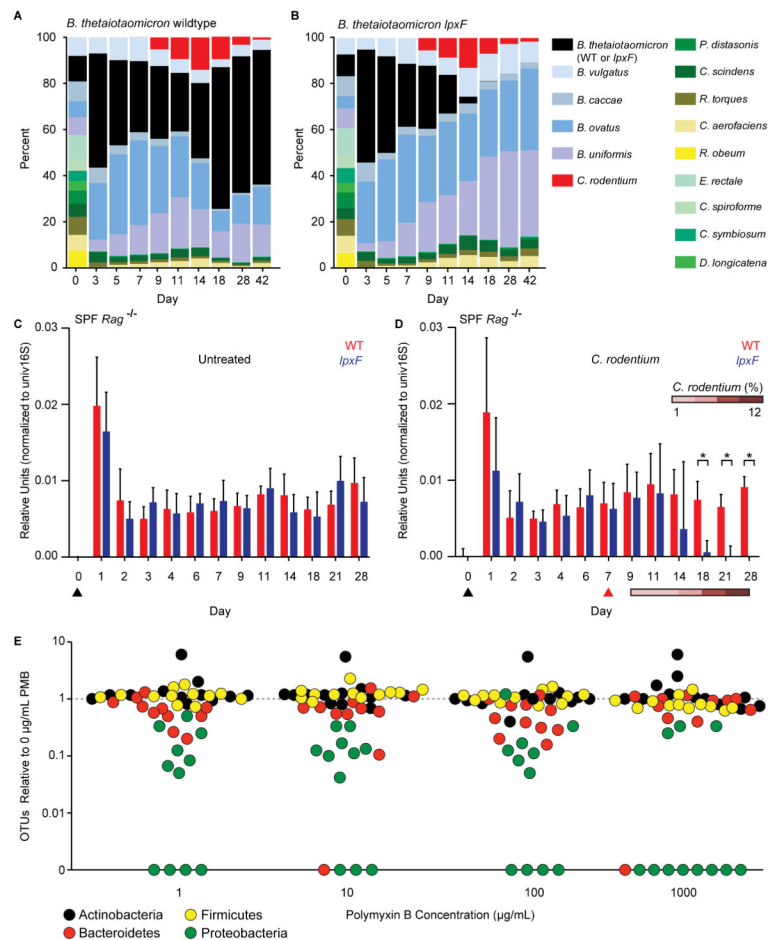 A
B. thetaiotaomicron wildtype
Percent
100
80
60
40
20
0
0 3 5 7 9 11 14 18 28 42
Day
B
B. thetaiotaomicron lpxF
Percent
100
80
60
40
20
0
0 3 5 7 9 11 14 18 28 42
Day
B. thetaiotaomicron
(WT or lpxF)
B. vulgatus
B. caccae
B. ovatus
B. uniformis
C. rodentium
P. distasonis
C. scindens
R. torques
C. aerofaciens
R. obeum
E. rectale
C. spiroforme
C. symbiosum
D. longicatena
C
SPF Rag -/-
Untreated
WT
lpxF
Relative Units (normalized to univ16S)
0.03
0.02
0.01
0.00
0 1 2 3 4 6 7 9 11 14 18 21 28
Day
D
SPF Rag -/-
C. rodentium
WT
lpxF
C. rodentium (%)
1 12
* * *
Relative Units (normalized to univ16S)
0.03
0.02
0.01
0.00
0 1 2 3 4 6 7 9 11 14 18 21 28
Day
E
OTUs Relative to 0 µg/mL PMB
10
1
0.1
0.01
0
1 10 100 1000
Polymyxin B Concentration (µg/mL)
Actinobacteria
Firmicutes
Bacteroidetes
Proteobacteria